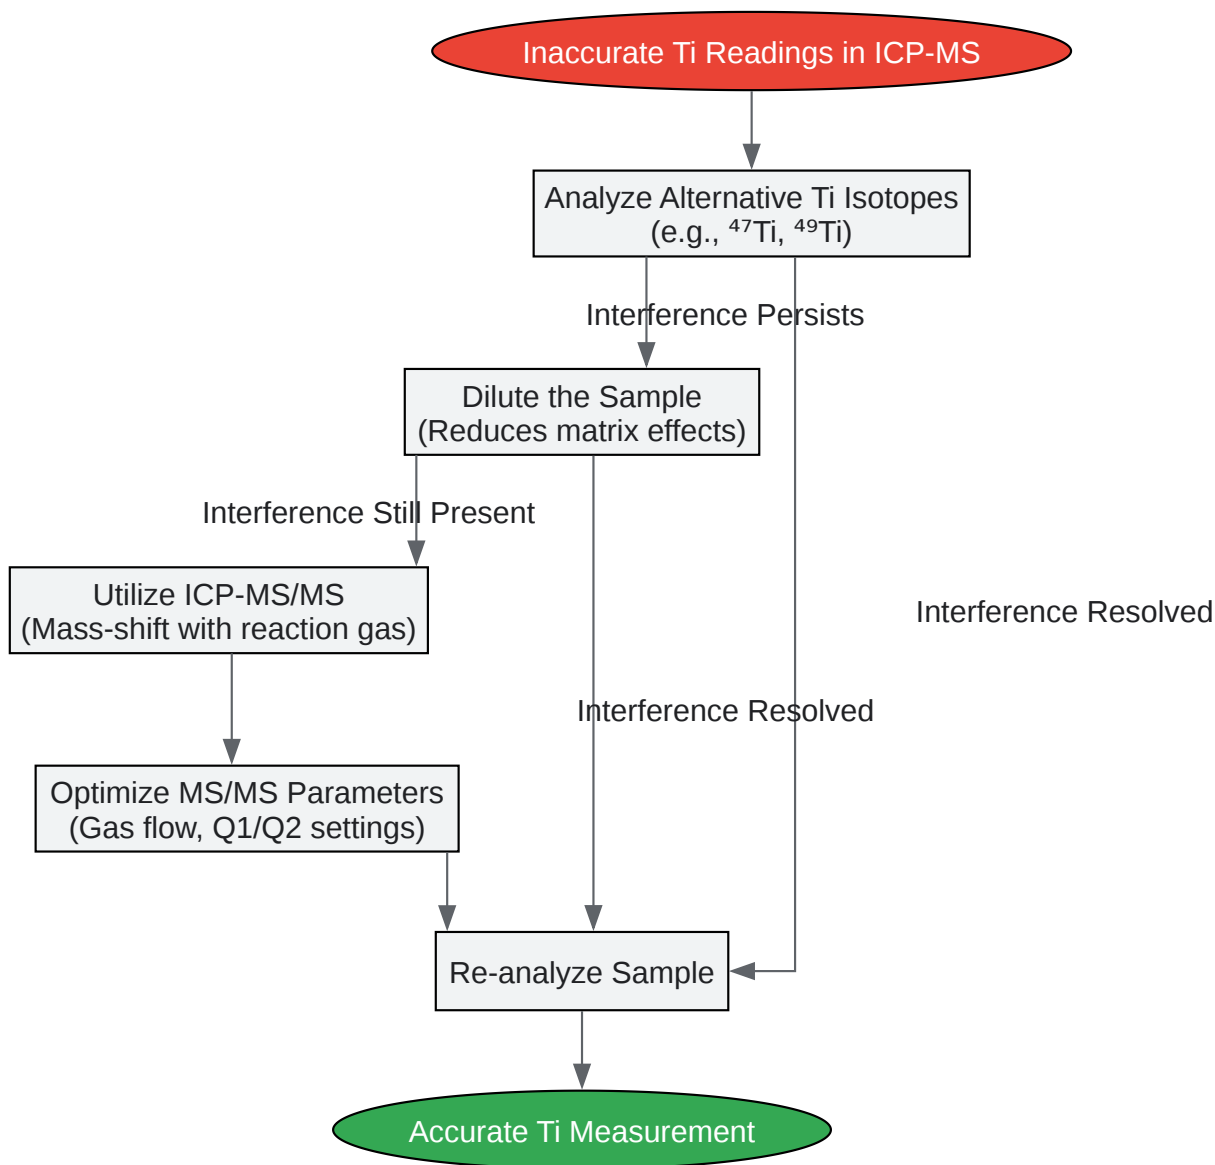 Inaccurate Ti Readings in ICP-MS
Analyze Alternative Ti Isotopes
(e.g., ⁴⁷Ti, ⁴⁹Ti)
Interference Persists
Dilute the Sample
(Reduces matrix effects)
Interference Still Present
Utilize ICP-MS/MS
(Mass-shift with reaction gas)
Interference Resolved
Interference Resolved
Optimize MS/MS Parameters
(Gas flow, Q1/Q2 settings)
Re-analyze Sample
Accurate Ti Measurement